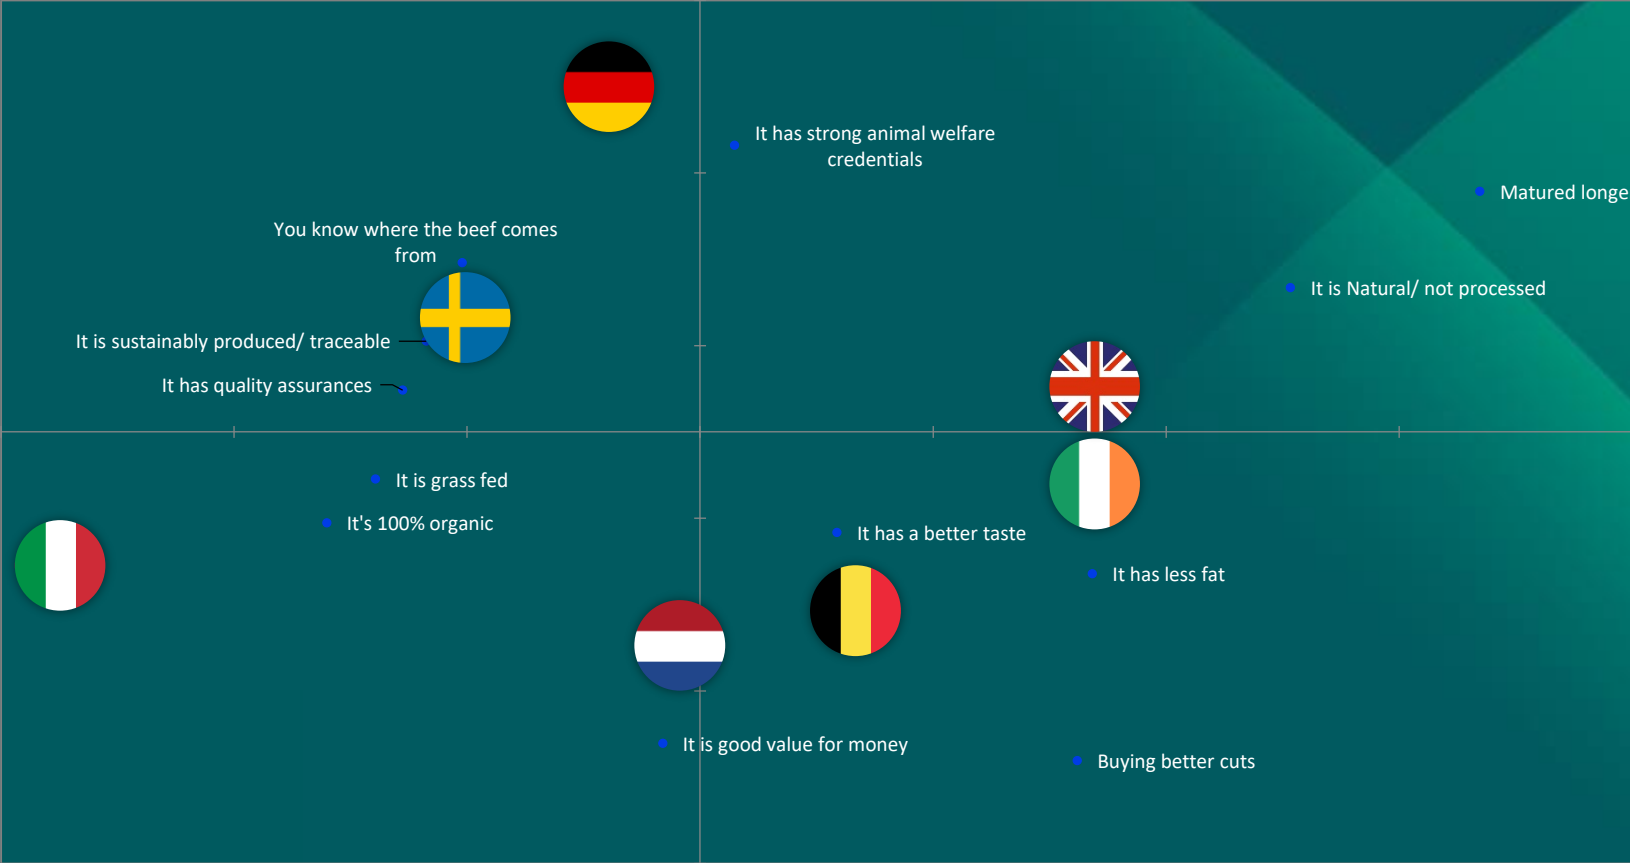 It has strong animal welfare
credentials
Matured longe
You know where the beef comes
from
It is Natural/ not processed
It is sustainably produced/ traceable
It has quality assurances
It is grass fed
It's 100% organic
It has a better taste
It has less fat
It is good value for money
Buying better cuts